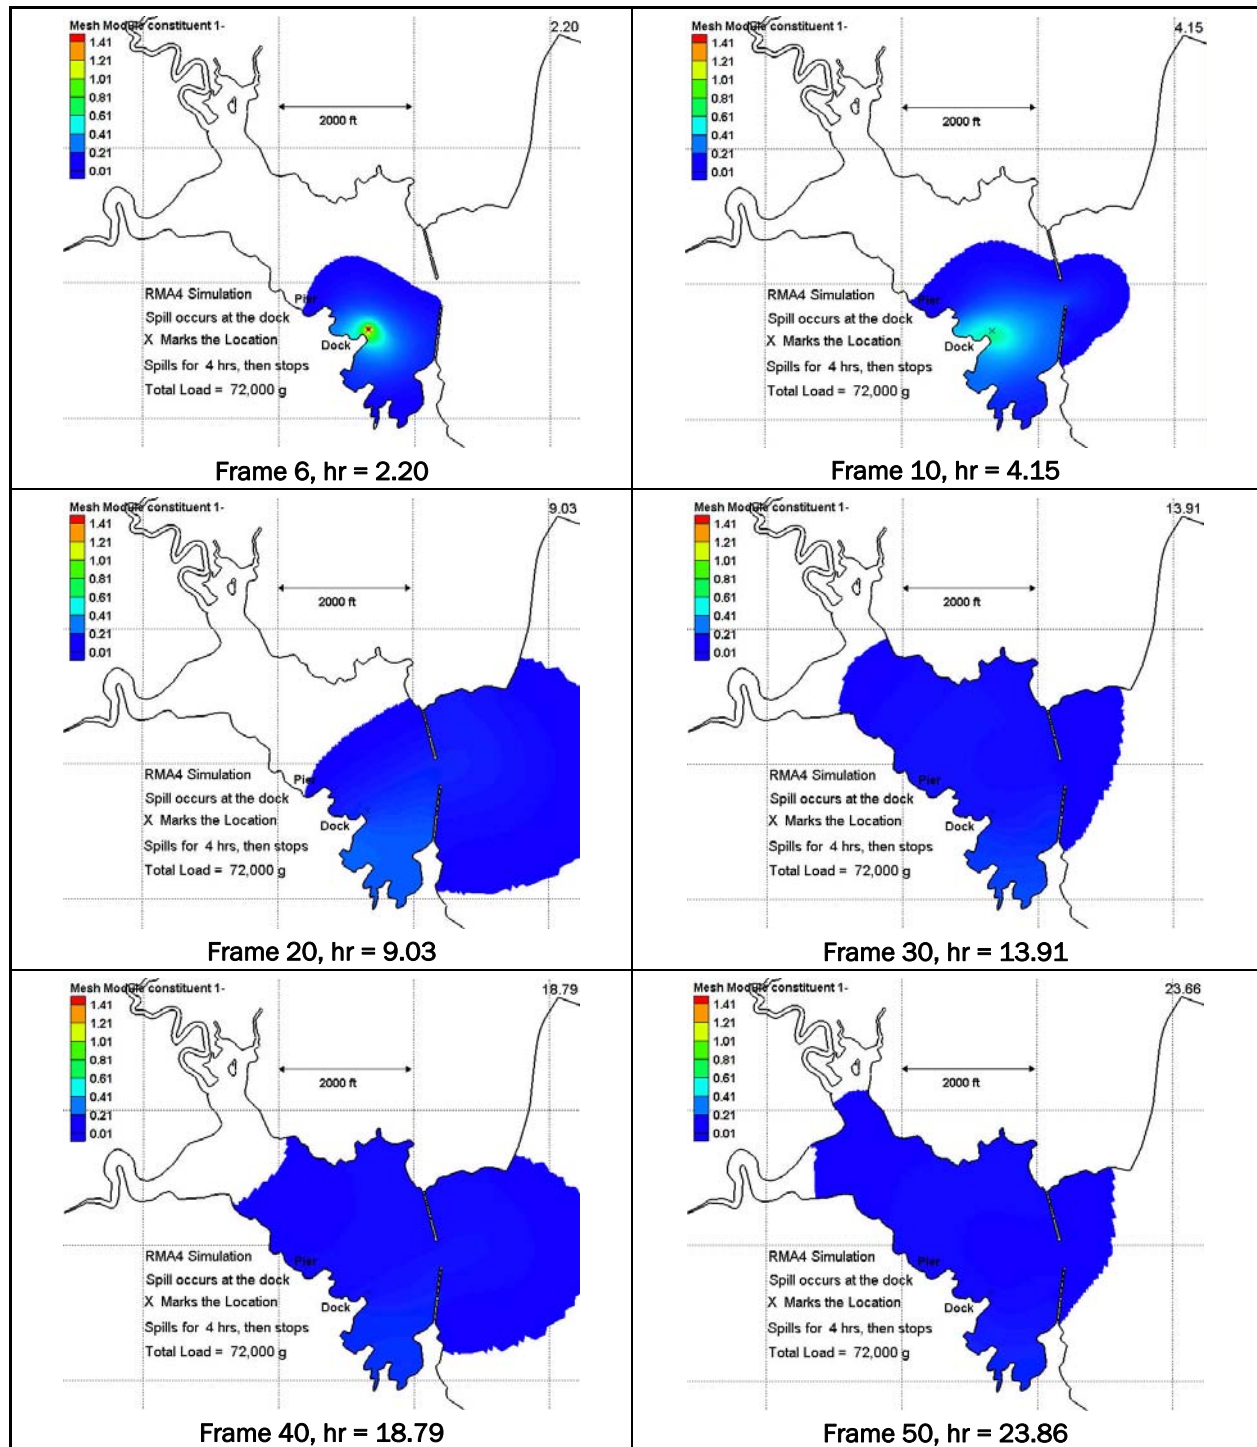 Mesh Module constituent 1-
2.20
1.41
1.21
1.01
0.81
0.61
0.41
0.21
0.01
2000 ft
Pier
RMA4 Simulation
Spill occurs at the dock
X Marks the Location
Dock
Spills for 4 hrs, then stops
Total Load = 72,000 g
Frame 6, hr = 2.20
Mesh Module constituent 1-
4.15
1.41
1.21
1.01
0.81
0.61
0.41
0.21
0.01
2000 ft
RMA4 Simulation
Pier
Spill occurs at the dock
X Marks the Location
Dock
Spills for 4 hrs, then stops
Total Load = 72,000 g
Frame 10, hr = 4.15
Mesh Module constituent 1-
9.03
1.41
1.21
1.01
0.81
0.61
0.41
0.21
0.01
2000 ft
RMA4 Simulation
Pier
Spill occurs at the dock
X Marks the Location
Dock
Spills for 4 hrs, then stops
Total Load = 72,000 g
Frame 20, hr = 9.03
Mesh Module constituent 1-
13.91
1.41
1.21
1.01
0.81
0.61
0.41
0.21
0.01
2000 ft
RMA4 Simulation
Pier
Spill occurs at the dock
X Marks the Location
Dock
Spills for 4 hrs, then stops
Total Load = 72,000 g
Frame 30, hr = 13.91
Mesh Module constituent 1-
18.79
1.41
1.21
1.01
0.81
0.61
0.41
0.21
0.01
2000 ft
RMA4 Simulation
Pier
Spill occurs at the dock
X Marks the Location
Dock
Spills for 4 hrs, then stops
Total Load = 72,000 g
Frame 40, hr = 18.79
Mesh Module constituent 1-
23.66
1.41
1.21
1.01
0.81
0.61
0.41
0.21
0.01
2000 ft
RMA4 Simulation
Pier
Spill occurs at the dock
X Marks the Location
Dock
Spills for 4 hrs, then stops
Total Load = 72,000 g
Frame 50, hr = 23.86